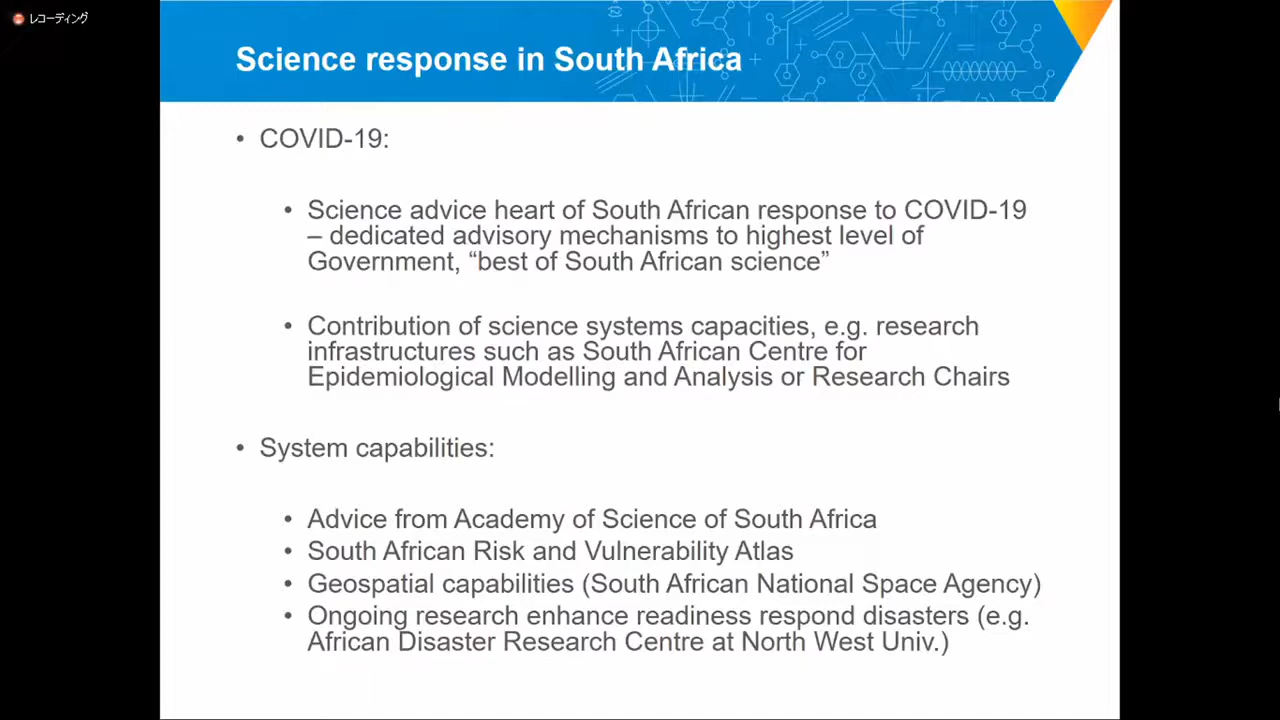 レコーディング
Science response in South Africa
• COVID-19:
• Science advice heart of South African response to COVID-19
– dedicated advisory mechanisms to highest level of
Government, “best of South African science”
• Contribution of science systems capacities, e.g. research
infrastructures such as South African Centre for
Epidemiological Modelling and Analysis or Research Chairs
• System capabilities:
• Advice from Academy of Science of South Africa
• South African Risk and Vulnerability Atlas
• Geospatial capabilities (South African National Space Agency)
• Ongoing research enhance readiness respond disasters (e.g.
African Disaster Research Centre at North West Univ.)